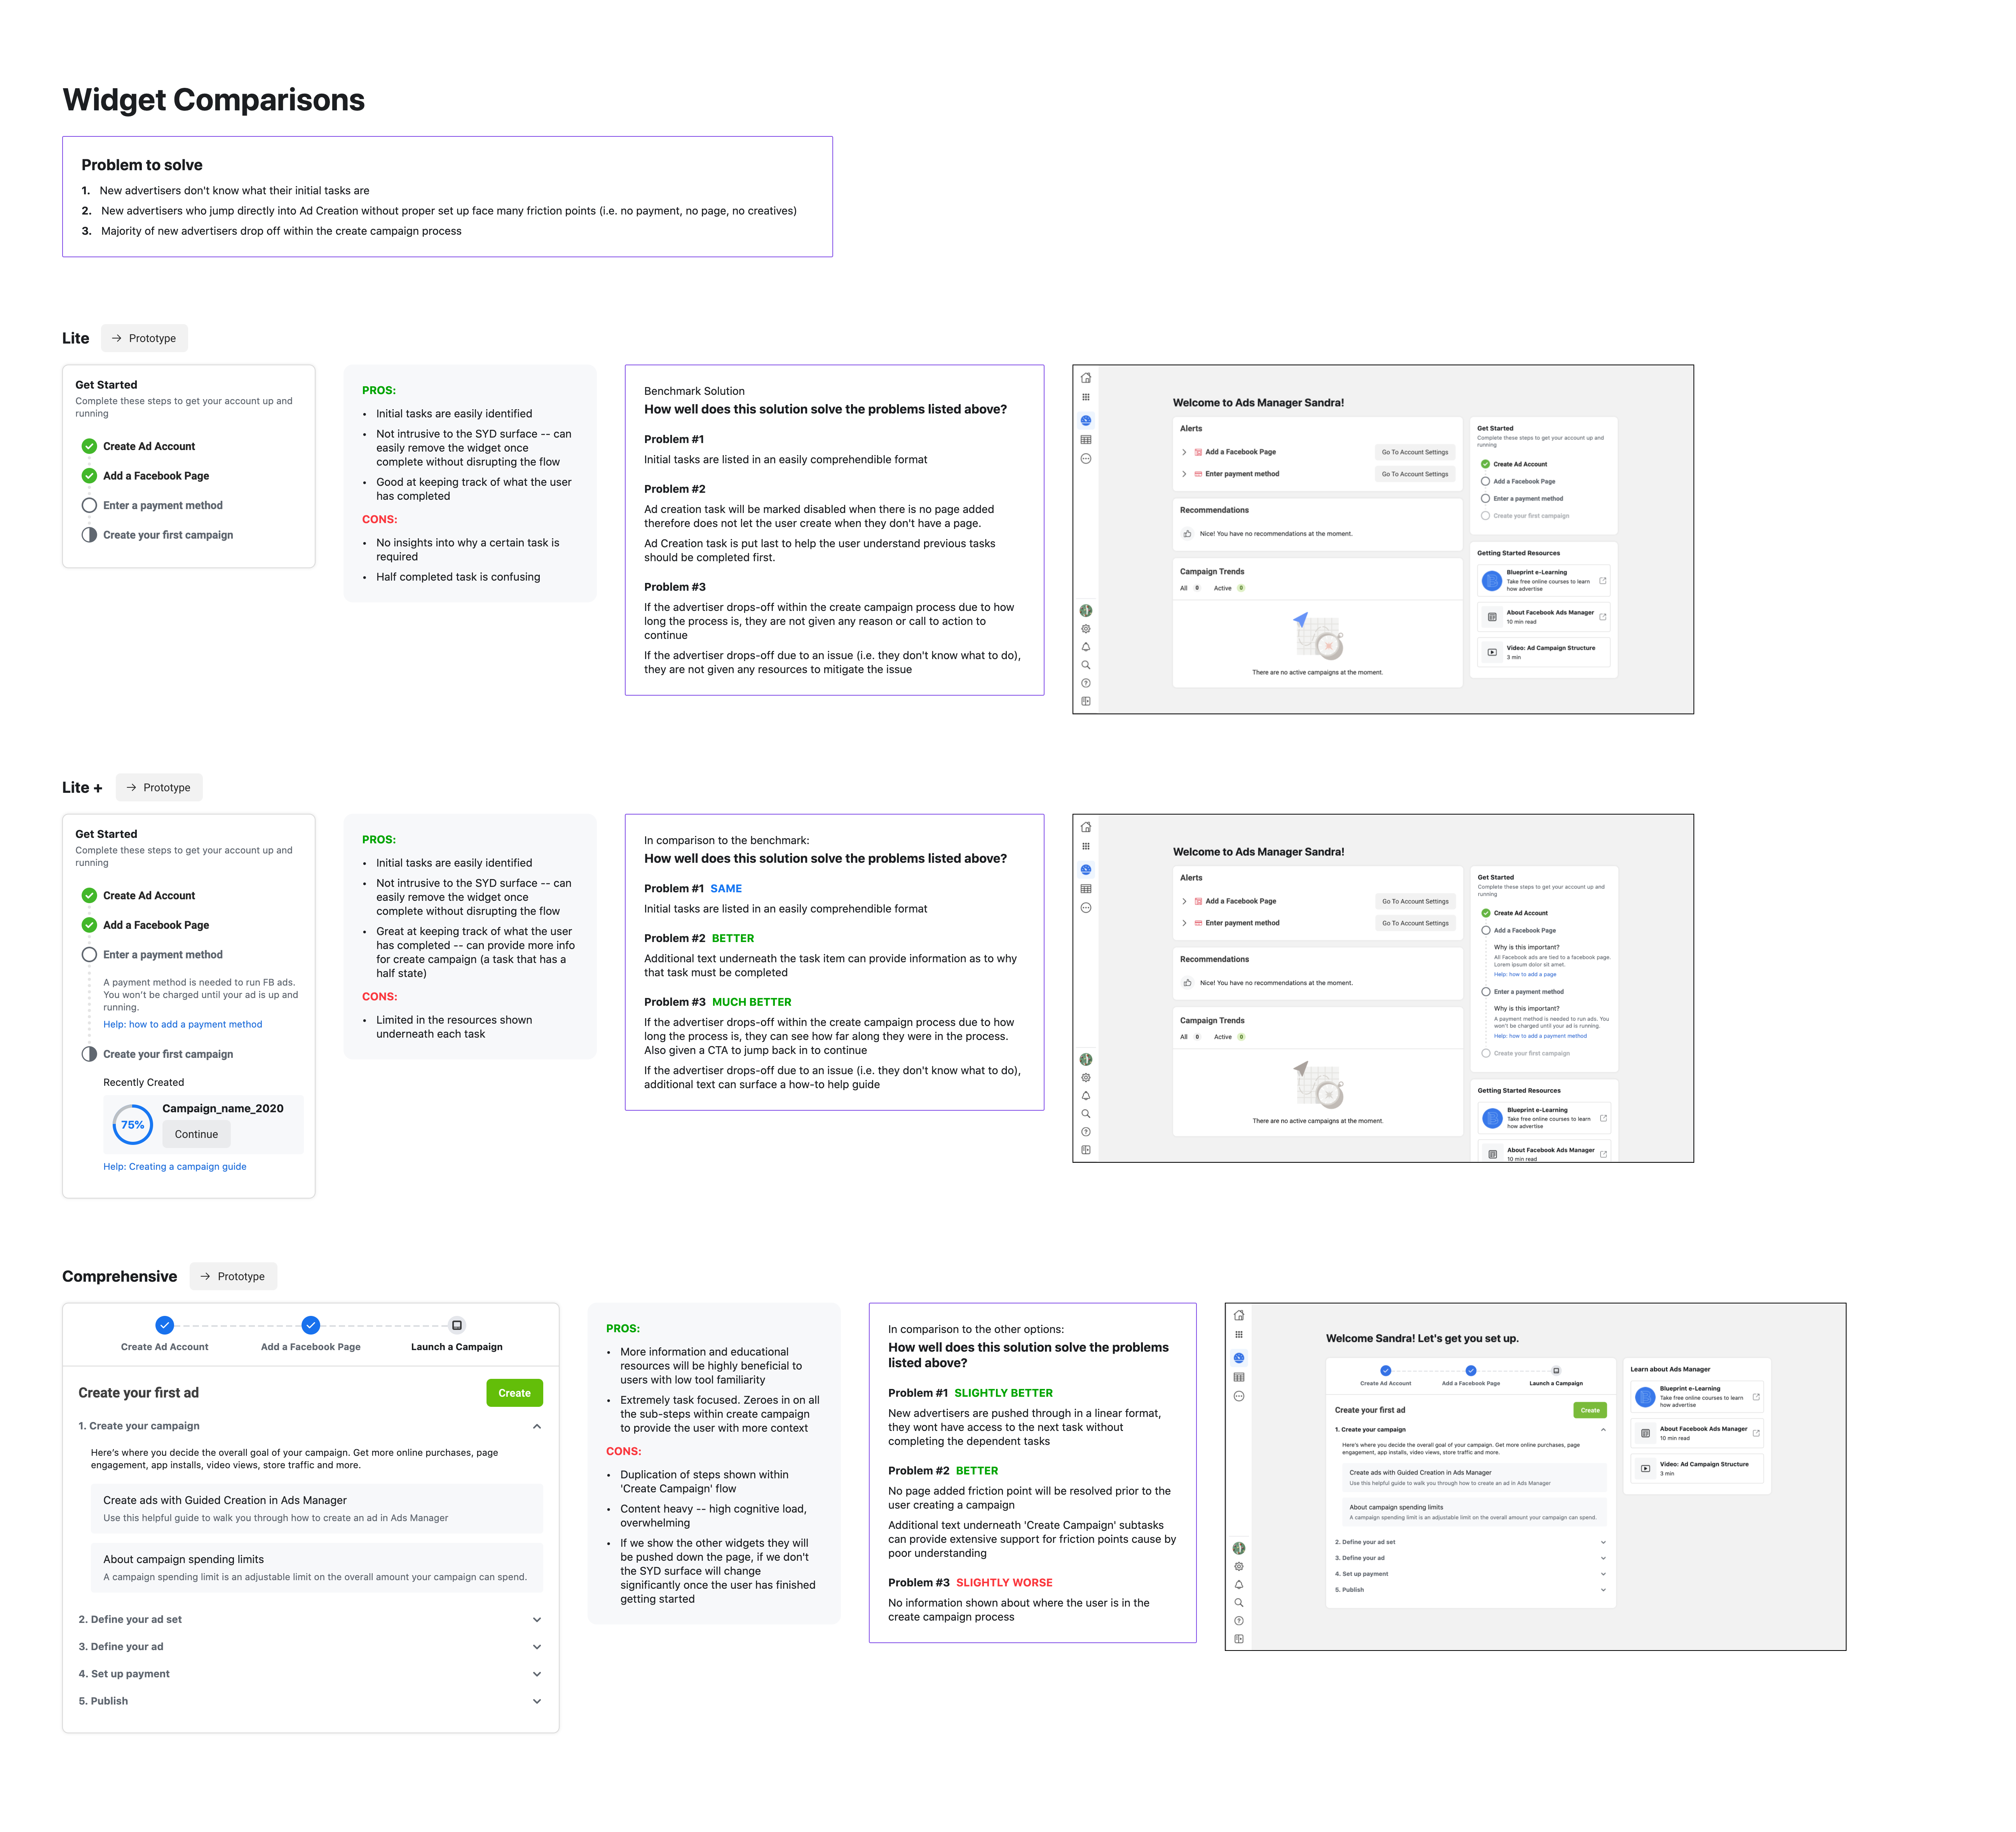 Widget Comparisons
Problem to solve
1. New advertisers don't know what their initial tasks are
2. New advertisers who jump directly into Ad Creation without proper set up face many friction points (i.e. no payment, no page, no creatives)
3. Majority of new advertisers drop off within the create campaign process
Lite
→ Prototype
Get Started
Complete these steps to get your account up and
running
Create Ad Account
Add a Facebook Page
Enter a payment method
Create your first campaign
PROS:
• Initial tasks are easily identified
• Not intrusive to the SYD surface -- can
easily remove the widget once
complete without disrupting the flow
• Good at keeping track of what the user
has completed
CONS:
• No insights into why a certain task is
required
• Half completed task is confusing
Benchmark Solution
How well does this solution solve the problems listed above?
Problem #1
Initial tasks are listed in an easily comprehendible format
Problem #2
Ad creation task will be marked disabled when there is no page added
therefore does not let the user create when they don't have a page.
Ad Creation task is put last to help the user understand previous tasks
should be completed first.
Problem #3
If the advertiser drops-off within the create campaign process due to how
long the process is, they are not given any reason or call to action to
continue
If the advertiser drops-off due to an issue (i.e. they don't know what to do),
they are not given any resources to mitigate the issue
Welcome to Ads Manager Sandra!
Alerts
Add a Facebook Page
Go To Account Settings
Enter payment method
Go To Account Settings
Recommendations
Nice! You have no recommendations at the moment.
Campaign Trends
All 0 Active 0
There are no active campaigns at the moment.
Get Started
Complete these steps to get your account up and
running
Create Ad Account
Add a Facebook Page
Enter a payment method
Create your first campaign
Getting Started Resources
Blueprint e-Learning
Take free online courses to learn
how advertise
About Facebook Ads Manager
10 min read
Video: Ad Campaign Structure
3 min
Lite +
→ Prototype
Get Started
Complete these steps to get your account up and
running
Create Ad Account
Add a Facebook Page
Enter a payment method
A payment method is needed to run FB ads.
You won't be charged until your ad is up and
running.
Help: how to add a payment method
Create your first campaign
Recently Created
75%
Campaign_name_2020
Continue
Help: Creating a campaign guide
PROS:
• Initial tasks are easily identified
• Not intrusive to the SYD surface -- can
easily remove the widget once
complete without disrupting the flow
• Great at keeping track of what the user
has completed -- can provide more info
for create campaign (a task that has a
half state)
CONS:
• Limited in the resources shown
underneath each task
In comparison to the benchmark:
How well does this solution solve the problems listed above?
Problem #1 SAME
Initial tasks are listed in an easily comprehendible format
Problem #2 BETTER
Additional text underneath the task item can provide information as to why
that task must be completed
Problem #3 MUCH BETTER
If the advertiser drops-off within the create campaign process due to how
long the process is, they can see how far along they were in the process.
Also given a CTA to jump back in to continue
If the advertiser drops-off due to an issue (i.e. they don't know what to do),
additional text can surface a how-to help guide
Welcome to Ads Manager Sandra!
Alerts
Add a Facebook Page
Go To Account Settings
Enter payment method
Go To Account Settings
Recommendations
Nice! You have no recommendations at the moment.
Campaign Trends
All 0 Active 0
There are no active campaigns at the moment.
Get Started
Complete these steps to get your account up and
running
Create Ad Account
Add a Facebook Page
Why is this important?
All Facebook ads are tied to a facebook page.
Lorem ipsum dolor sit amet.
Help: how to add a page
Enter a payment method
Why is this important?
A payment method is needed to run ads. You
won't be charged until your ad is running.
Help: how to add a payment method
Create your first campaign
Getting Started Resources
Blueprint e-Learning
Take free online courses to learn
how advertise
About Facebook Ads Manager
10 min read
Comprehensive
→ Prototype
Create Ad Account
Add a Facebook Page
Launch a Campaign
Create your first ad
Create
1. Create your campaign
Here's where you decide the overall goal of your campaign. Get more online purchases, page
engagement, app installs, video views, store traffic and more.
Create ads with Guided Creation in Ads Manager
Use this helpful guide to walk you through how to create an ad in Ads Manager
About campaign spending limits
A campaign spending limit is an adjustable limit on the overall amount your campaign can spend.
2. Define your ad set
3. Define your ad
4. Set up payment
5. Publish
PROS:
• More information and educational
resources will be highly beneficial to
users with low tool familiarity
• Extremely task focused. Zeroes in on all
the sub-steps within create campaign
to provide the user with more context
CONS:
• Duplication of steps shown within
'Create Campaign' flow
• Content heavy -- high cognitive load,
overwhelming
• If we show the other widgets they will
be pushed down the page, if we don't
the SYD surface will change
significantly once the user has finished
getting started
In comparison to the other options:
How well does this solution solve the problems
listed above?
Problem #1 SLIGHTLY BETTER
New advertisers are pushed through in a linear format,
they wont have access to the next task without
completing the dependent tasks
Problem #2 BETTER
No page added friction point will be resolved prior to the
user creating a campaign
Additional text underneath 'Create Campaign' subtasks
can provide extensive support for friction points cause by
poor understanding
Problem #3 SLIGHTLY WORSE
No information shown about where the user is in the
create campaign process
Welcome Sandra! Let's get you set up.
Create Ad Account
Add a Facebook Page
Launch a Campaign
Create your first ad
Create
1. Create your campaign
Here's where you decide the overall goal of your campaign. Get more online purchases, page
engagement, app installs, video views, store traffic and more.
Create ads with Guided Creation in Ads Manager
Use this helpful guide to walk you through how to create an ad in Ads Manager
About campaign spending limits
A campaign spending limit is an adjustable limit on the overall amount your campaign can spend.
2. Define your ad set
3. Define your ad
4. Set up payment
5. Publish
Learn about Ads Manager
Blueprint e-Learning
Take free online courses to learn
how advertise
About Facebook Ads Manager
10 min read
Video: Ad Campaign Structure
3 min